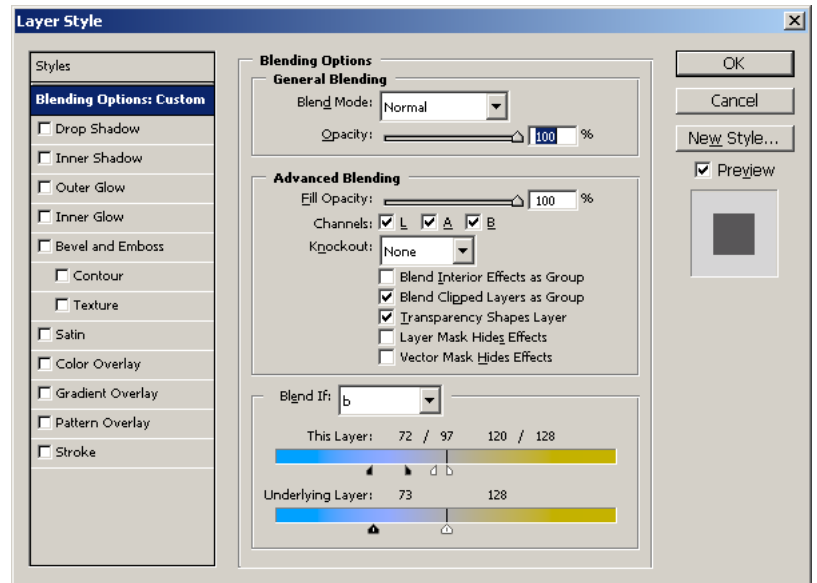 Layer Style
Styles
Blending Options: Custom
Drop Shadow
Inner Shadow
Outer Glow
Inner Glow
Bevel and Emboss
Contour
Texture
Satin
Color Overlay
Gradient Overlay
Pattern Overlay
Stroke
Blending Options
General Blending
Blend Mode: Normal
Opacity: 100 %
Advanced Blending
Fill Opacity: 100 %
Channels: L A B
Knockout: None
Blend Interior Effects as Group
Blend Clipped Layers as Group
Transparency Shapes Layer
Layer Mask Hides Effects
Vector Mask Hides Effects
Blend If: b
This Layer: 72 / 97 120 / 128
Underlying Layer: 73 128
OK
Cancel
New Style...
Preview